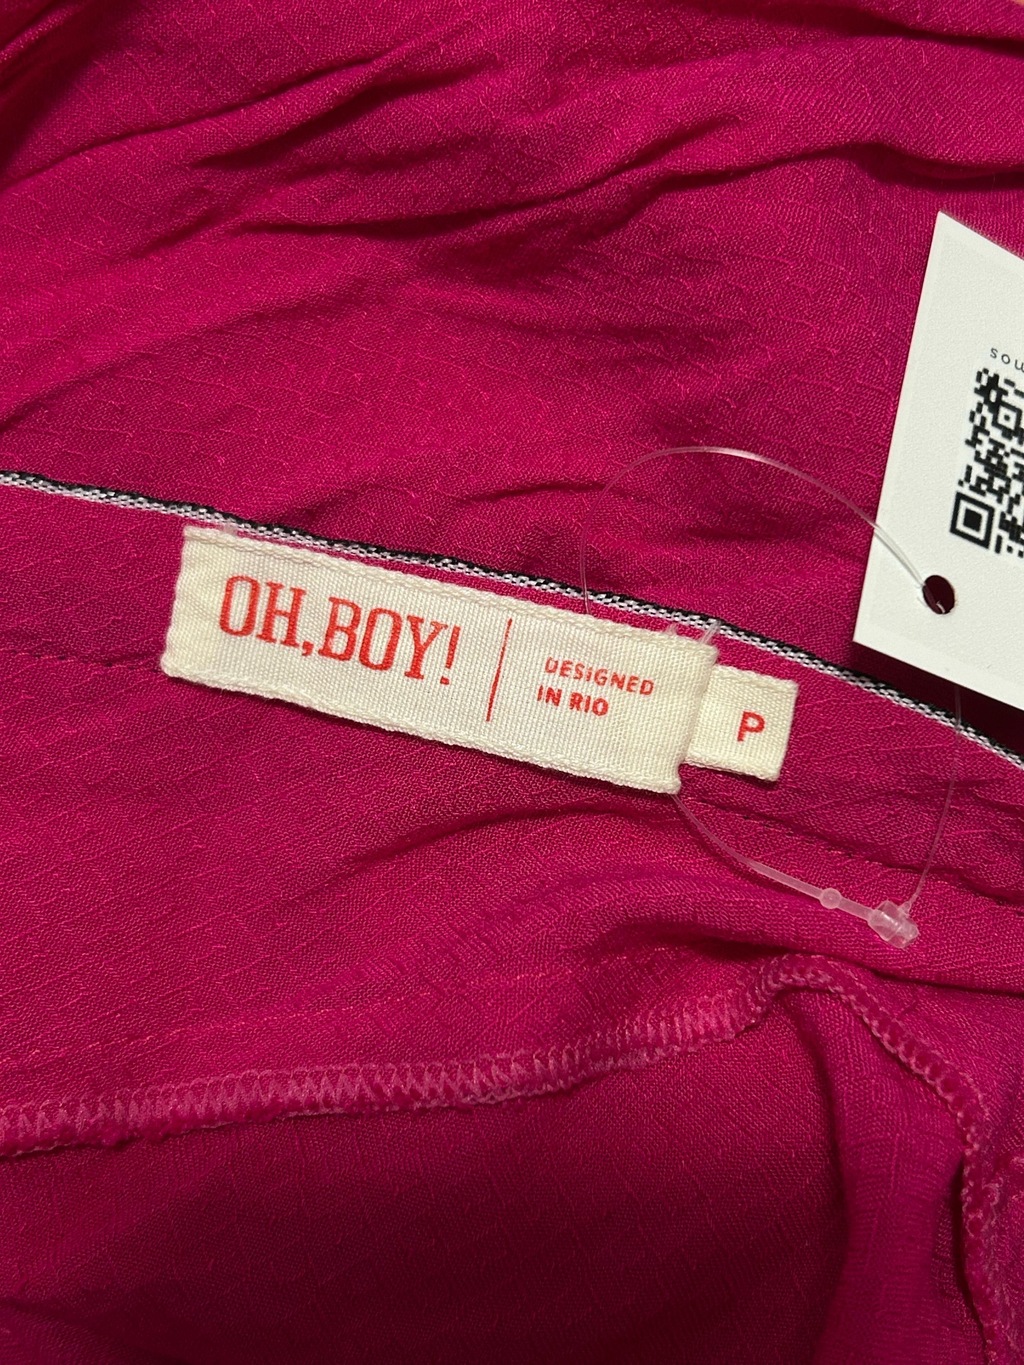 OH, BOY!
DESIGNED
IN RIO
P